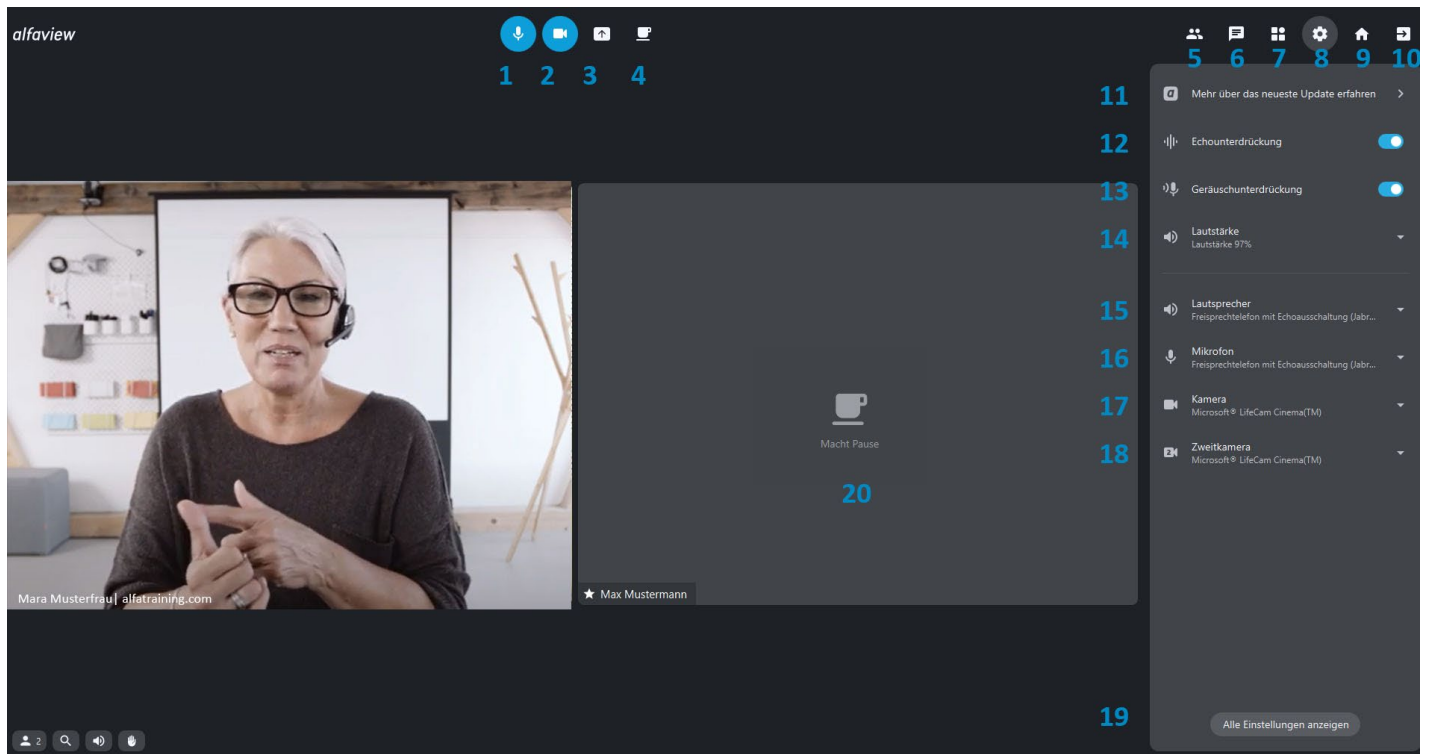 alfaview
1 2 3 4
5 6 7 8 9 10
11 Mehr über das neueste Update erfahren
12 Echounterdrückung
13 Geräuschunterdrückung
14 Lautstärke
Lautstärke 97%
15 Lautsprecher
Freisprechtelefon mit Echoausschaltung (Jabr...
16 Mikrofon
Freisprechtelefon mit Echoausschaltung (Jabr...
17 Kamera
Microsoft® LifeCam Cinema(TM)
18 Zweitkamera
2
Microsoft® LifeCam Cinema(TM)
Macht Pause
20
Mara Musterfrau| alfatraining.com
Max Mustermann
19 Alle Einstellungen anzeigen
2